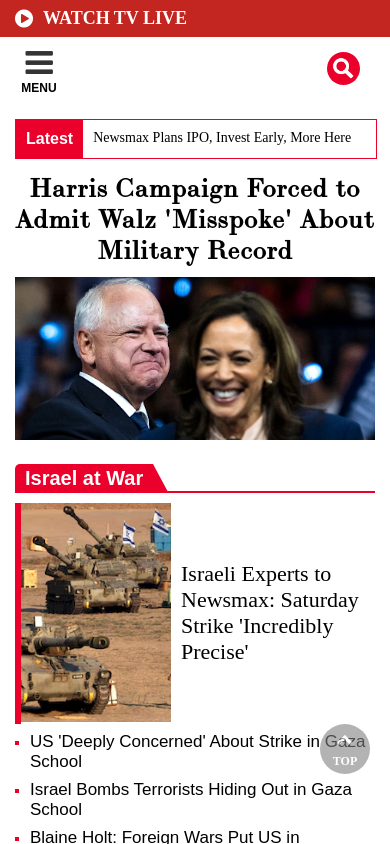 WATCH TV LIVE
MENU
Latest
Newsmax Plans IPO, Invest Early, More Here
Harris Campaign Forced to
Admit Walz 'Misspoke' About
Military Record
Israel at War
Israeli Experts to
Newsmax: Saturday
Strike 'Incredibly
Precise'
US 'Deeply Concerned' About Strike in Gaza
School
TOP
Israel Bombs Terrorists Hiding Out in Gaza
School
Blaine Holt: Foreign Wars Put US in